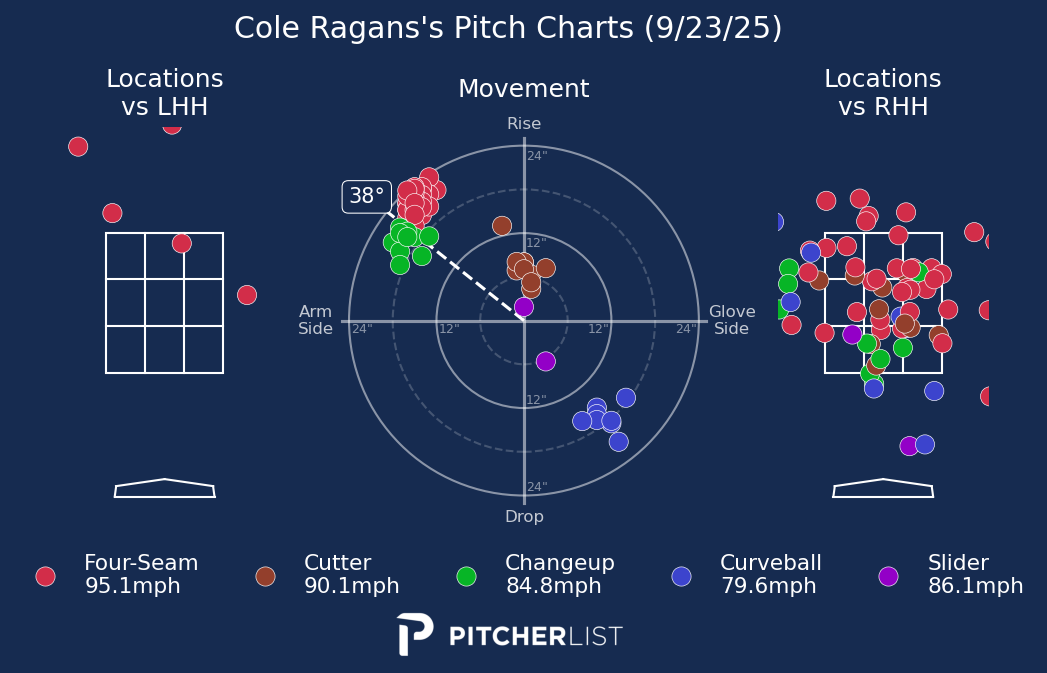 Cole Ragans's Pitch Charts (9/23/25)
Locations
vs LHH
Movement
Locations
vs RHH
Rise
24"
38°
12"
Arm
Side
24"
12"
12"
24"
Glove
Side
12"
24"
Drop
Four-Seam
95.1mph
Cutter
90.1mph
Changeup
84.8mph
Curveball
79.6mph
Slider
86.1mph
PITCHERLIST